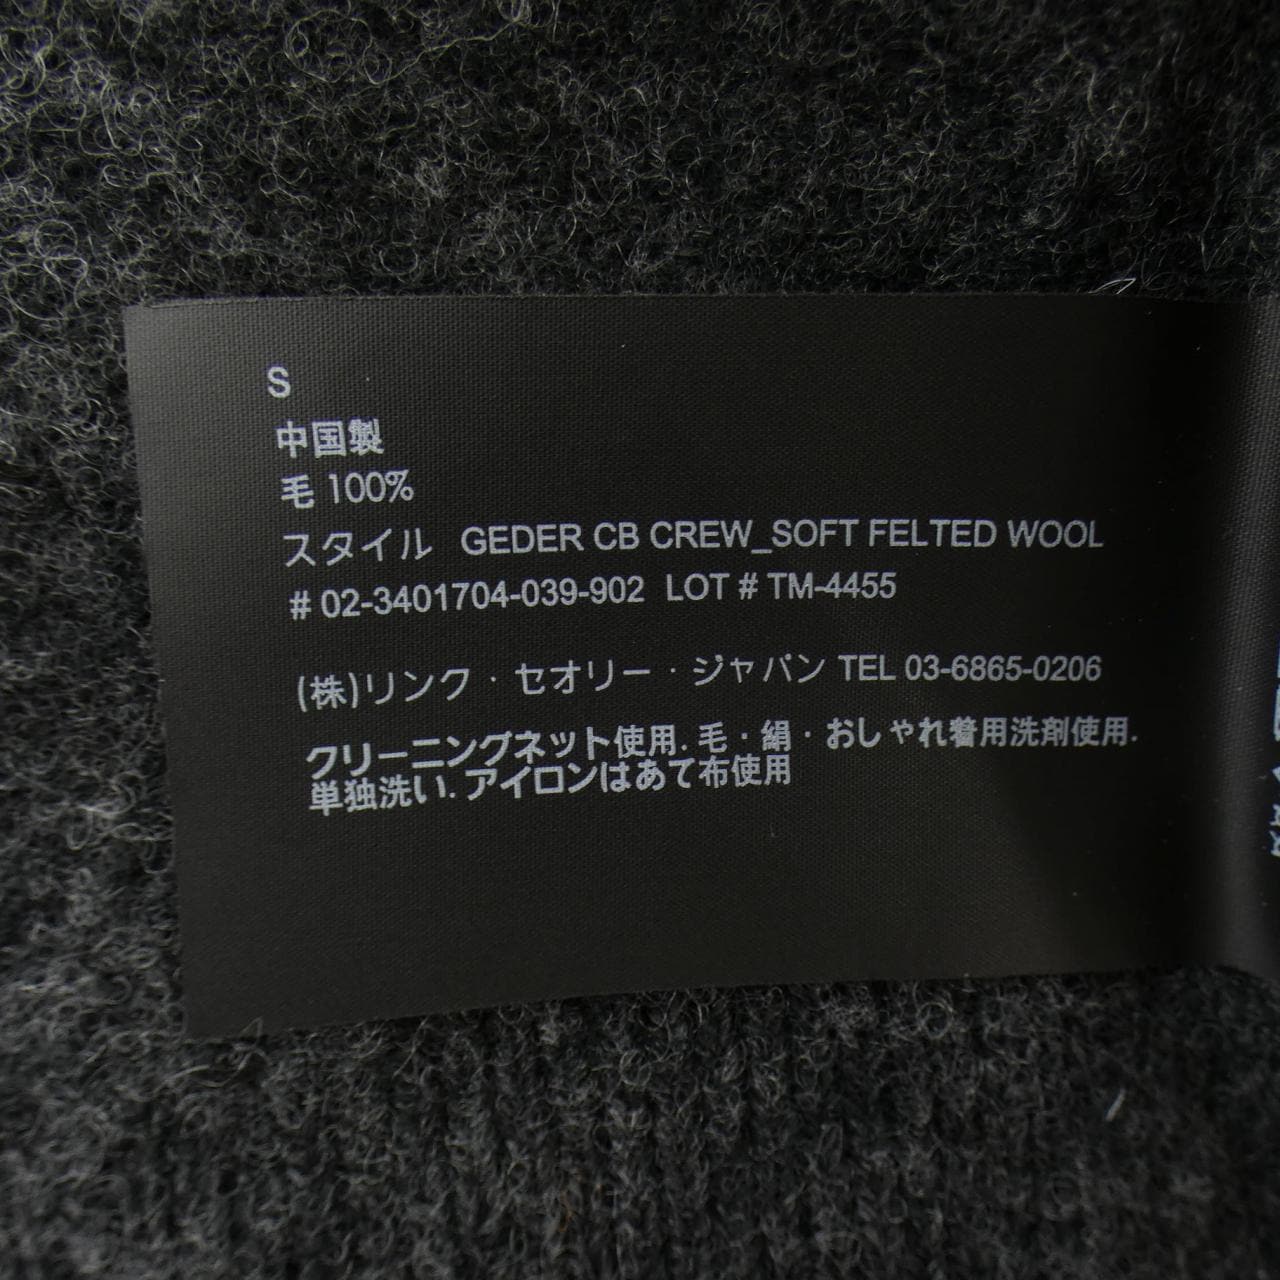 S
中国製
毛 100%
スタイル GEDER CB CREW_SOFT FELTED WOOL
# 02-3401704-039-902 LOT # TM-4455
(株)リンク・セオリー・ジャパン TEL 03-6865-0206
クリーニングネット使用.毛・絹・おしゃれ着用洗剤使用.
単独洗い.アイロンはあて布使用